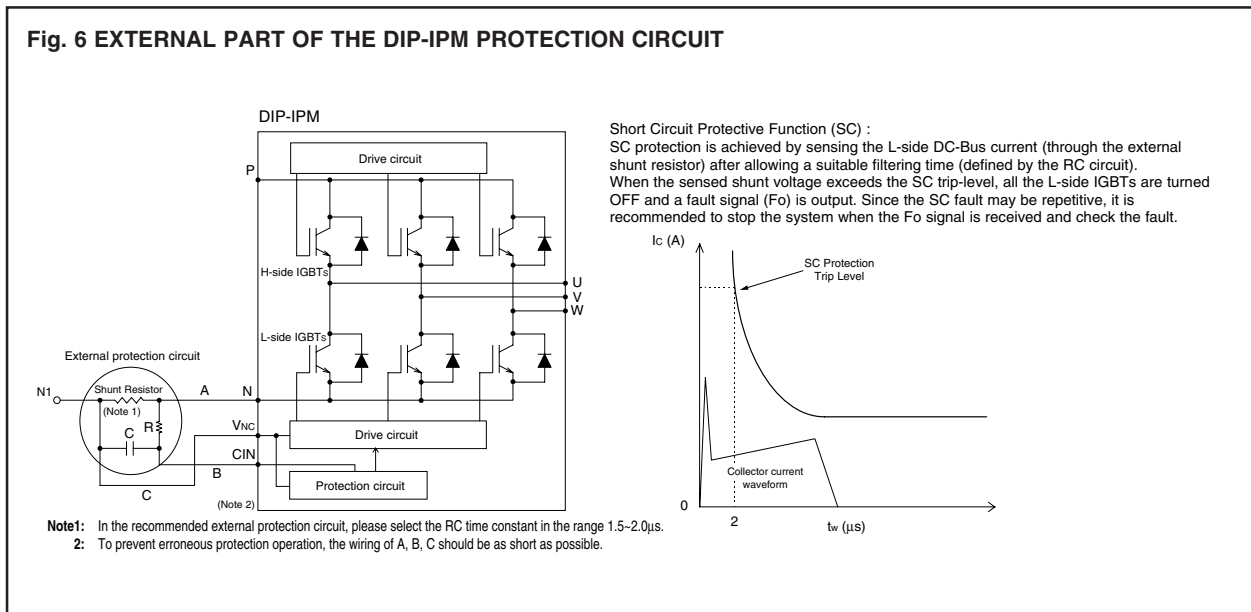 Fig. 6 EXTERNAL PART OF THE DIP-IPM PROTECTION CIRCUIT
DIP-IPM
Drive circuit
P
H-side IGBTs
U
V
W
L-side IGBTs
External protection circuit
N1
Shunt Resistor
(Note 1)
A
N
R
C
VNC
Drive circuit
CIN
B
Protection circuit
C
(Note 2)
Short Circuit Protective Function (SC) :
SC protection is achieved by sensing the L-side DC-Bus current (through the external
shunt resistor) after allowing a suitable filtering time (defined by the RC circuit).
When the sensed shunt voltage exceeds the SC trip-level, all the L-side IGBTs are turned
OFF and a fault signal (Fo) is output. Since the SC fault may be repetitive, it is
recommended to stop the system when the Fo signal is received and check the fault.
IC (A)
SC Protection
Trip Level
Collector current
waveform
0
2
tw (µs)
Note1: In the recommended external protection circuit, please select the RC time constant in the range 1.5~2.0µs.
2: To prevent erroneous protection operation, the wiring of A, B, C should be as short as possible.